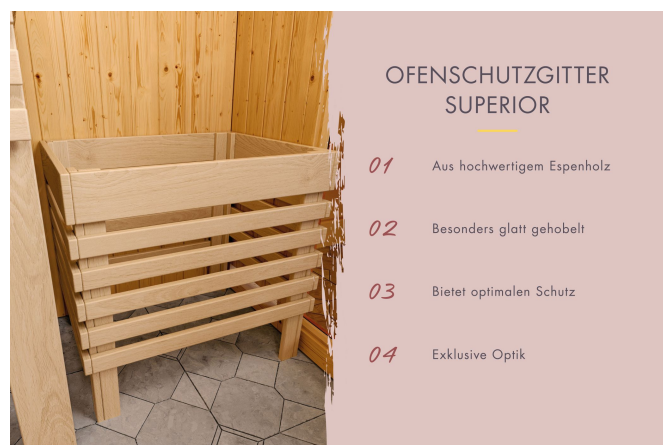 OFENSCHUTZGITTER
SUPERIOR
01 Aus hochwertigem Espenholz
02 Besonders glatt gehobelt
03 Bietet optimalen Schutz
04 Exklusive Optik